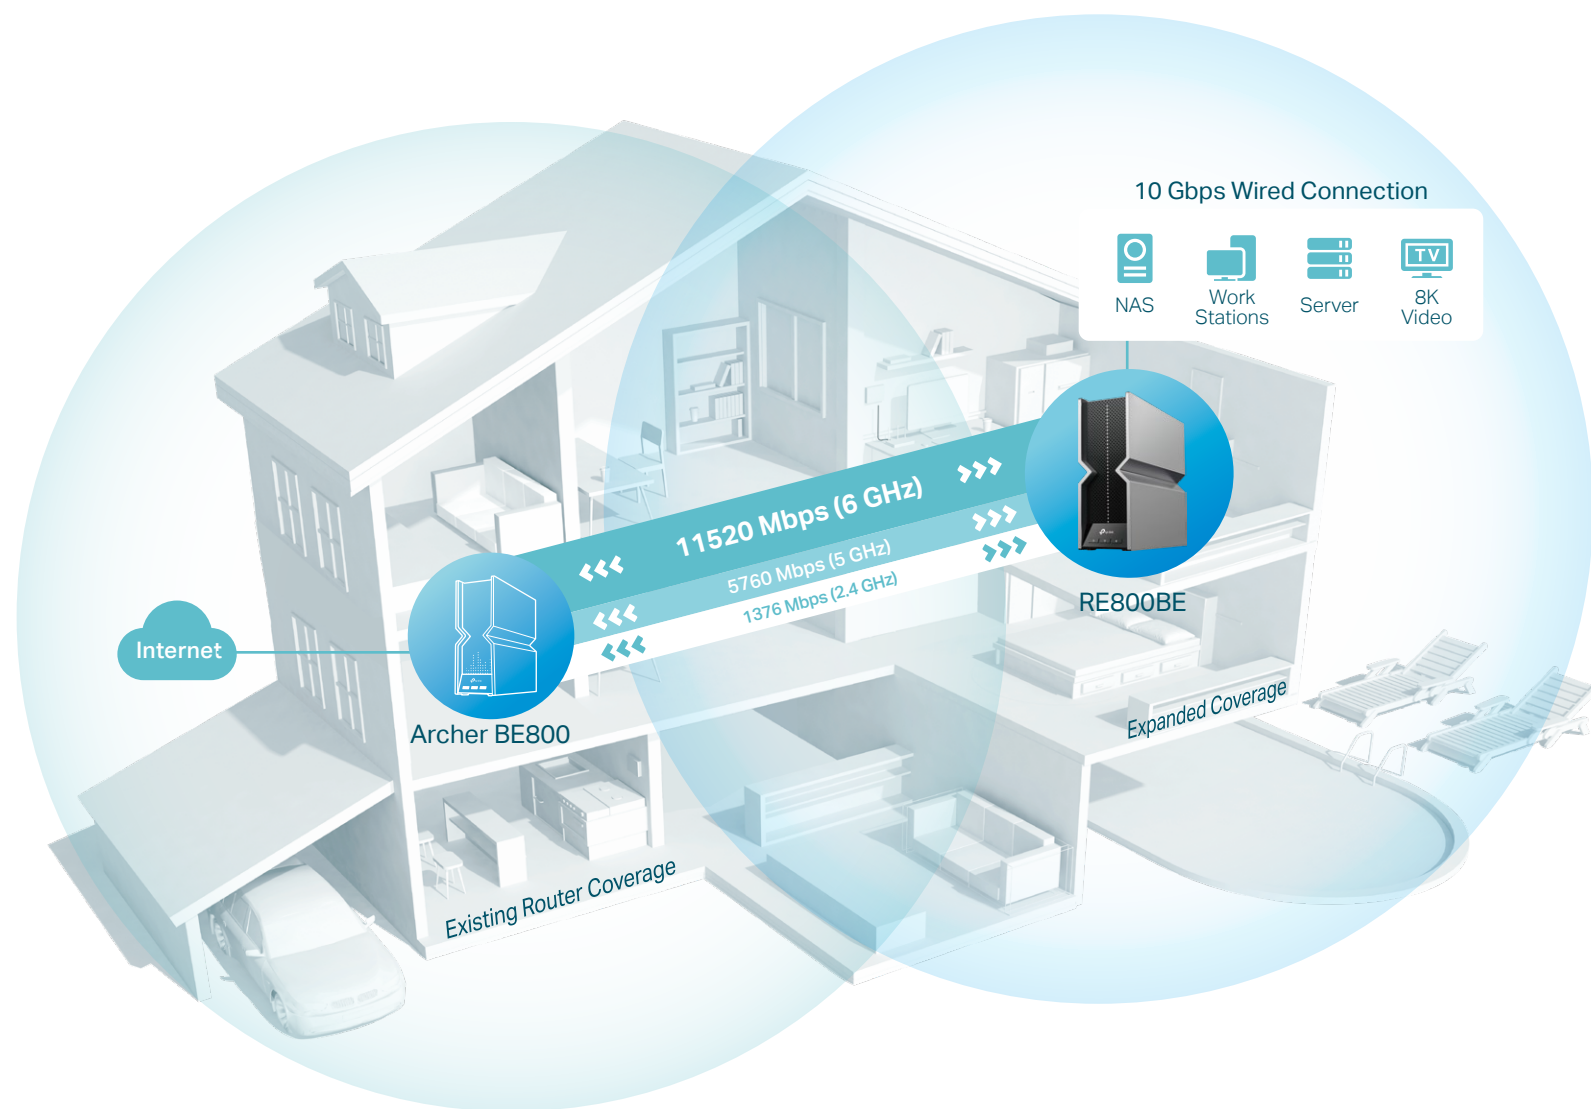 10 Gbps Wired Connection
NAS
Work
Stations
Server
8K
Video
TV
11520 Mbps (6 GHz)
5760 Mbps (5 GHz)
1376 Mbps (2.4 GHz)
RE800BE
Internet
Archer BE800
Expanded Coverage
Existing Router Coverage